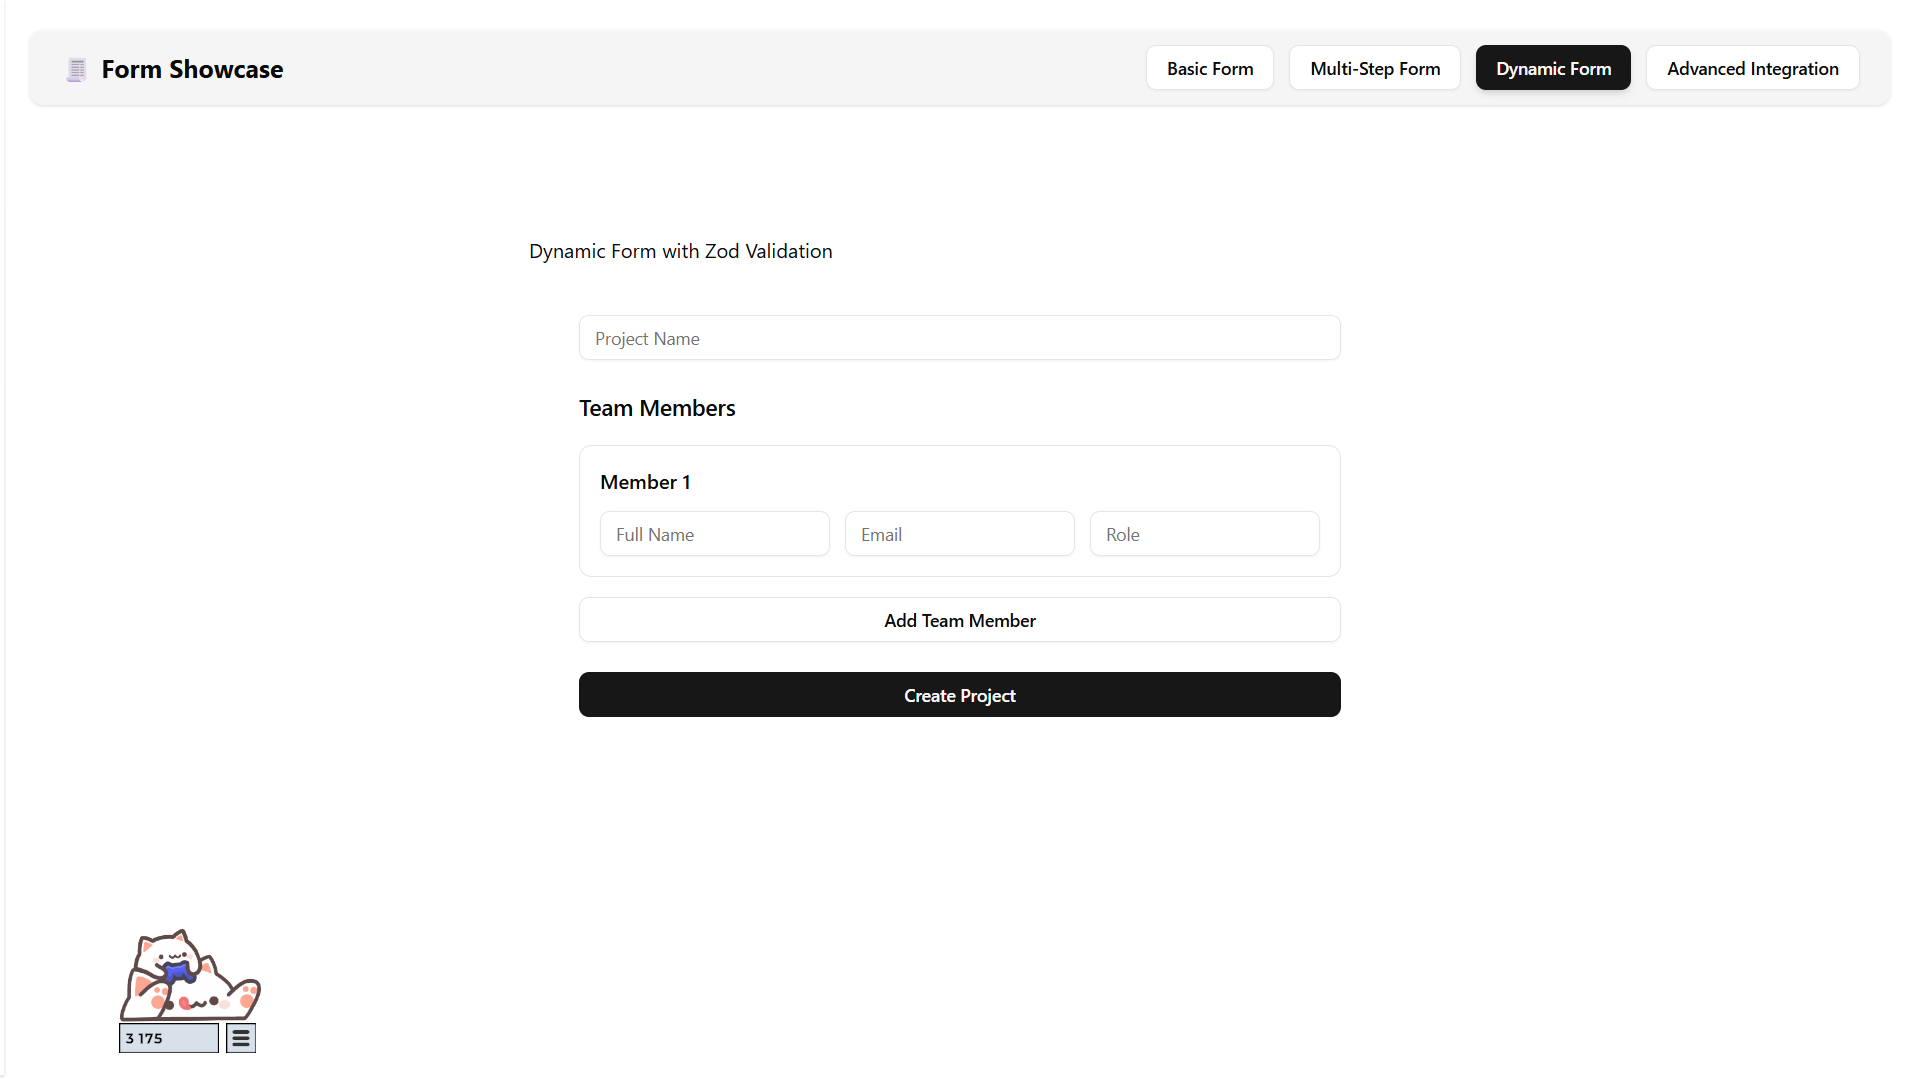 Form Showcase
Basic Form
Multi-Step Form
Dynamic Form
Advanced Integration
Dynamic Form with Zod Validation
Project Name
Team Members
Member 1
Full Name
Email
Role
Add Team Member
Create Project
3 175